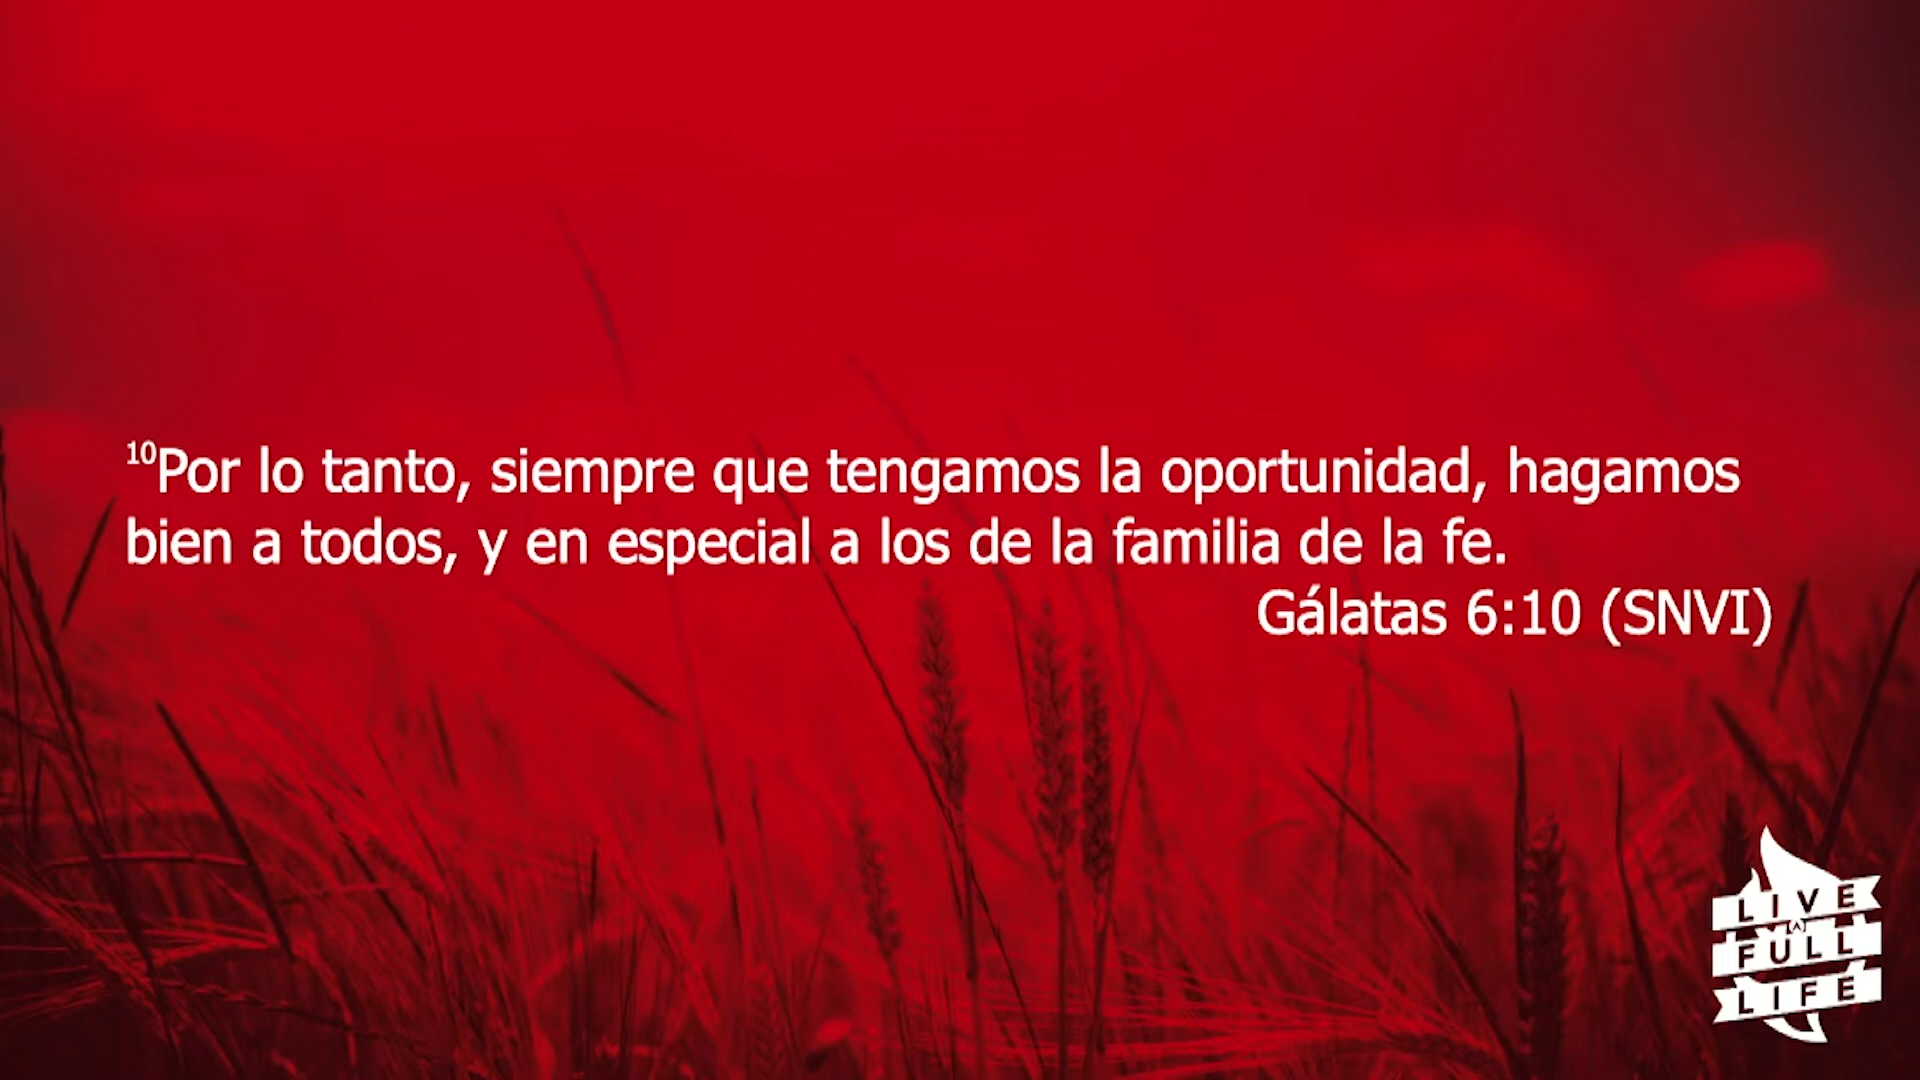 ¹⁰Por lo tanto, siempre que tengamos la oportunidad, hagamos
bien a todos, y en especial a los de la familia de la fe.
Gálatas 6:10 (SNVI)
LIVE
A
FULL
LIFE